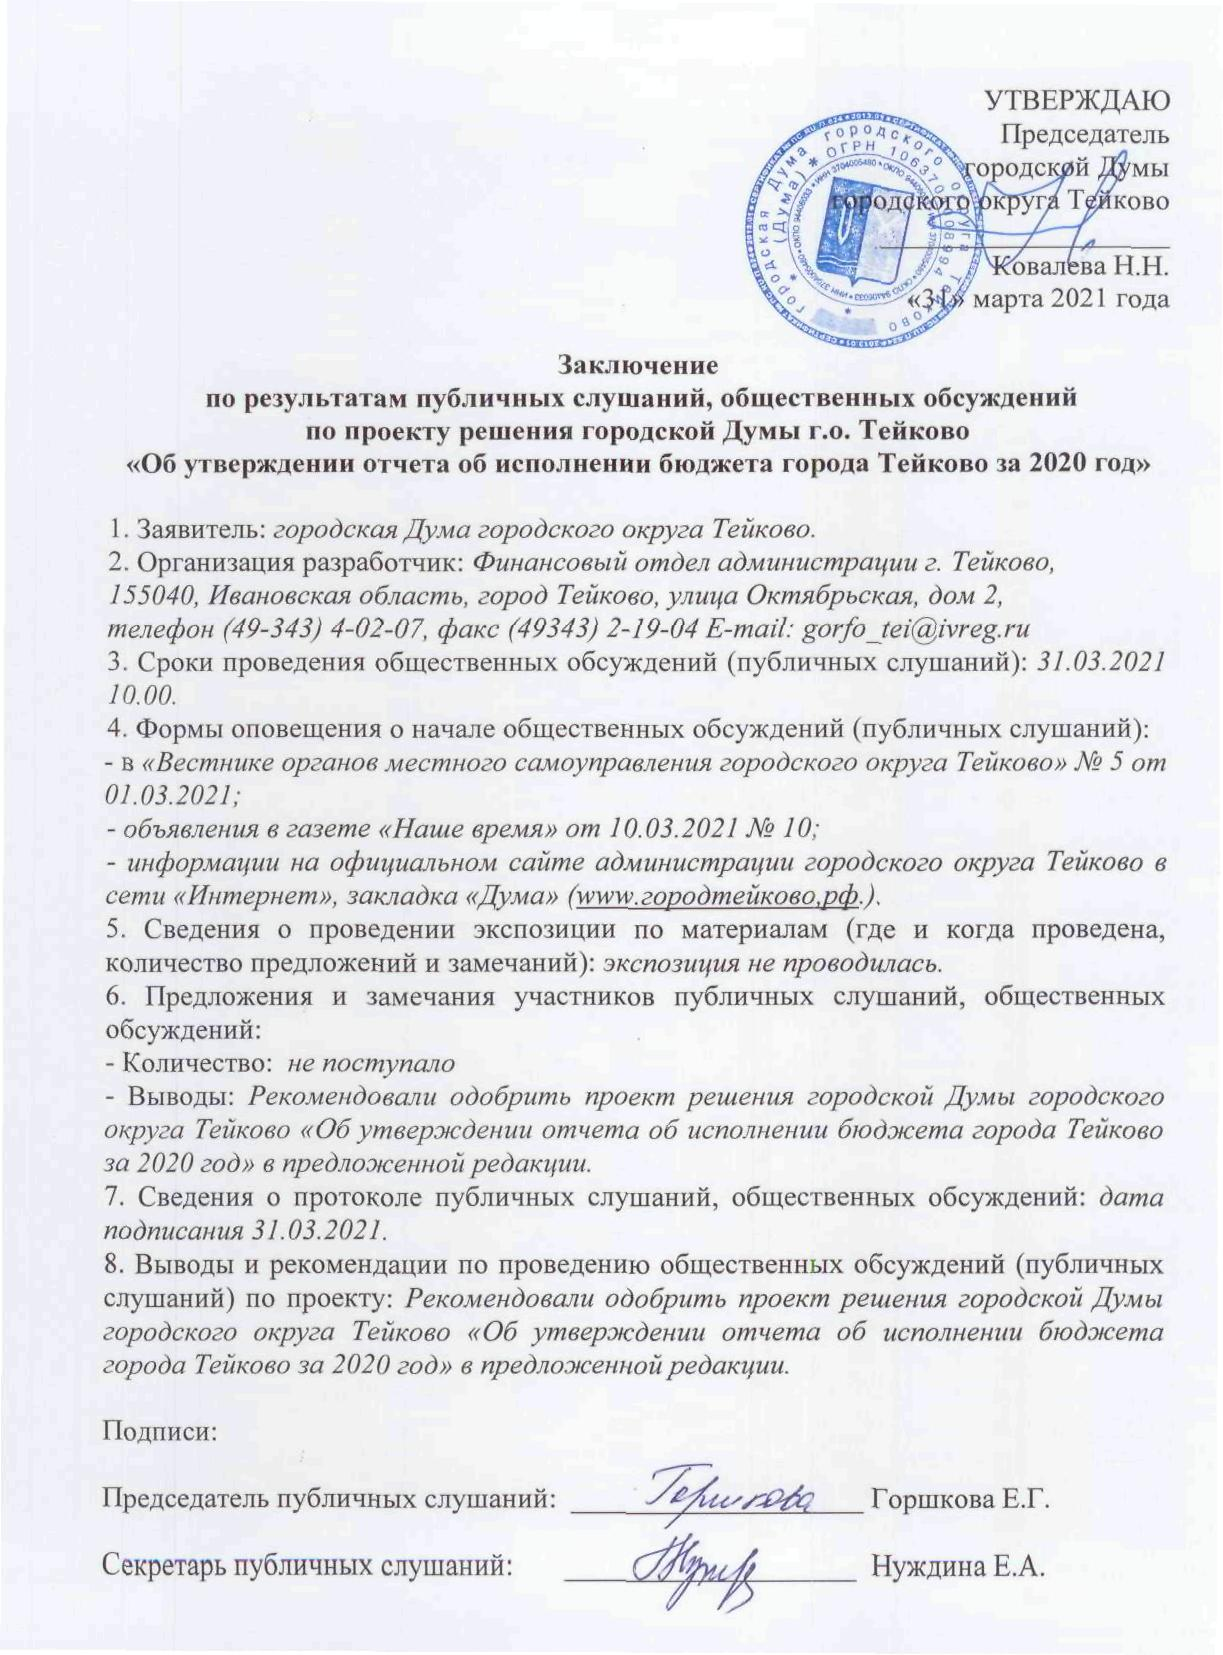 УТВЕРЖДАЮ
Председатель
городской Думы
городского округа Тейково
Ковалева Н.Н.
«31» марта 2021 года
городская Дума городского округа Тейково
(Дума) * ОГРН
Заключение
по результатам публичных слушаний, общественных обсуждений
по проекту решения городской Думы г.о. Тейково
«Об утверждении отчета об исполнении бюджета города Тейково за 2020 год»
1. Заявитель: городская Дума городского округа Тейково.
2. Организация разработчик: Финансовый отдел администрации г. Тейково,
155040, Ивановская область, город Тейково, улица Октябрьская, дом 2,
телефон (49-343) 4-02-07, факс (49343) 2-19-04 E-mail: gorfo_tei@ivreg.ru
3. Сроки проведения общественных обсуждений (публичных слушаний): 31.03.2021
10.00.
4. Формы оповещения о начале общественных обсуждений (публичных слушаний):
- в «Вестнике органов местного самоуправления городского округа Тейково» № 5 от
01.03.2021;
- объявления в газете «Наше время» от 10.03.2021 № 10;
- информации на официальном сайте администрации городского округа Тейково в
сети «Интернет», закладка «Дума» (www.городтейково,рф.).
5. Сведения о проведении экспозиции по материалам (где и когда проведена,
количество предложений и замечаний): экспозиция не проводилась.
6. Предложения и замечания участников публичных слушаний, общественных
обсуждений:
- Количество: не поступало
- Выводы: Рекомендовали одобрить проект решения городской Думы городского
округа Тейково «Об утверждении отчета об исполнении бюджета города Тейково
за 2020 год» в предложенной редакции.
7. Сведения о протоколе публичных слушаний, общественных обсуждений: дата
подписания 31.03.2021.
8. Выводы и рекомендации по проведению общественных обсуждений (публичных
слушаний) по проекту: Рекомендовали одобрить проект решения городской Думы
городского округа Тейково «Об утверждении отчета об исполнении бюджета
города Тейково за 2020 год» в предложенной редакции.
Подписи:
Председатель публичных слушаний: Горшкова Горшкова Е.Г.
Секретарь публичных слушаний: Нуждина Е.А.